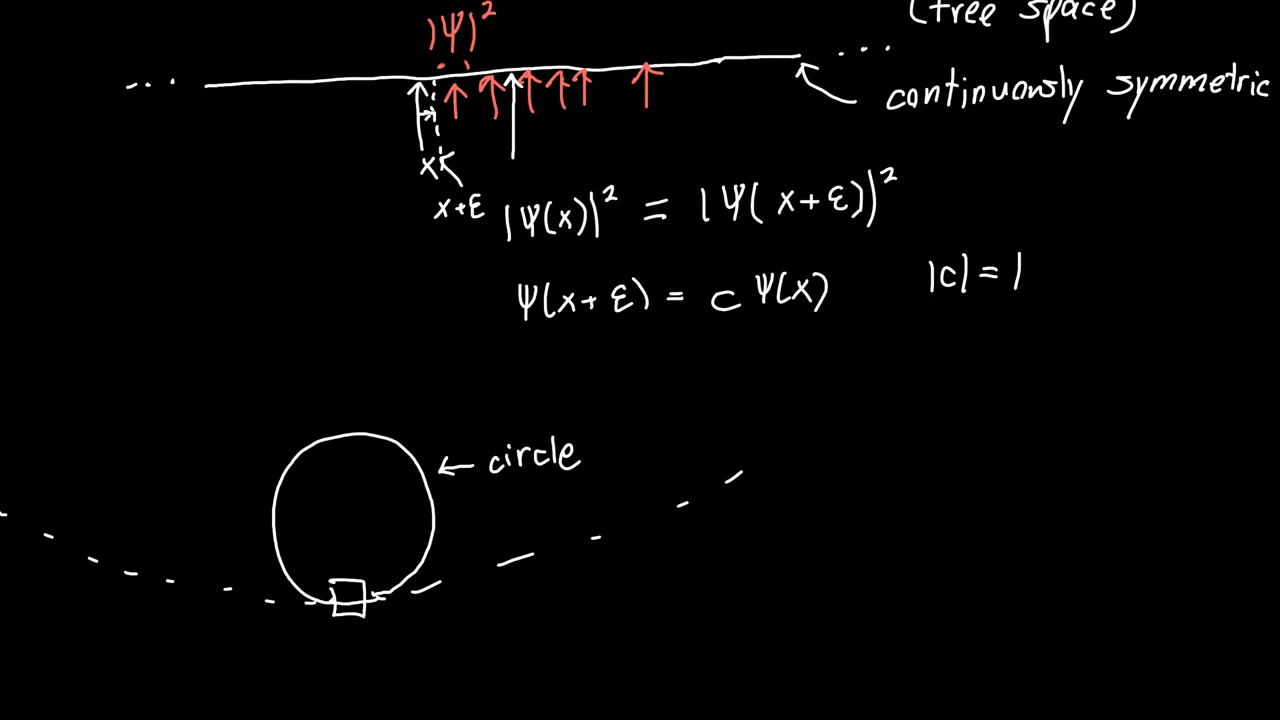 (free space)
|Ψ|²
... ...
continuously symmetric
x
x+ε
|Ψ(x)|² = |Ψ(x+ε)|²
Ψ(x+ε) = c Ψ(x) |c| = 1
circle